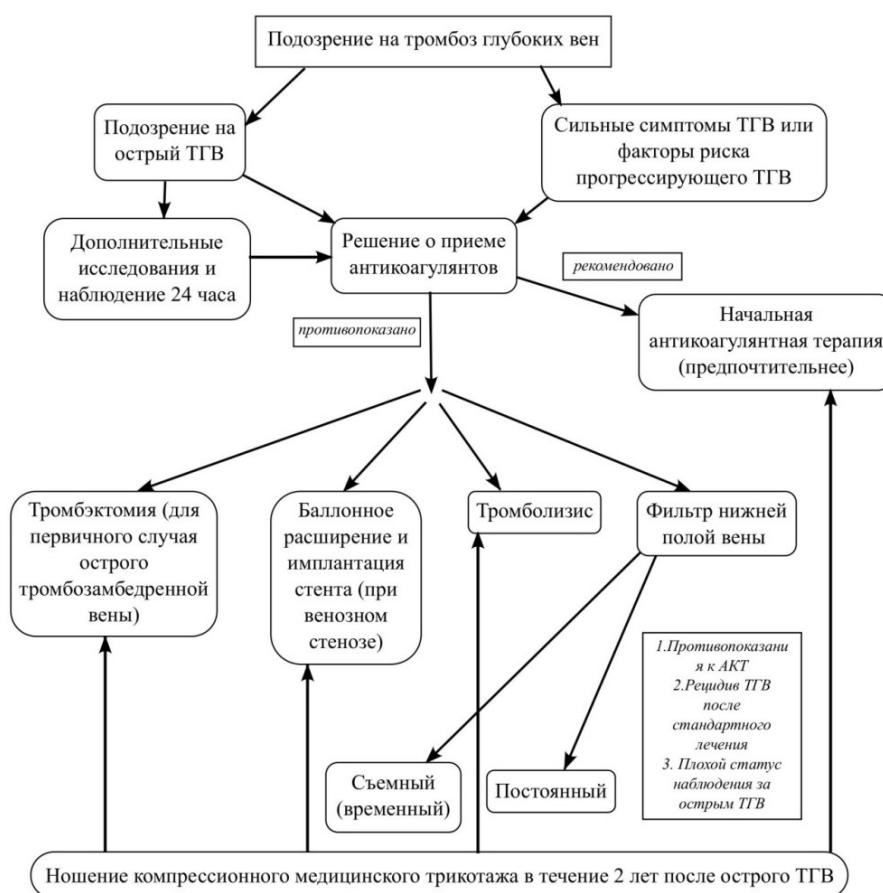 Подозрение на тромбоз глубоких вен
Подозрение на
острый ТГВ
Сильные симптомы ТГВ или
факторы риска
прогрессирующего ТГВ
Дополнительные
исследования и
наблюдение 24 часа
Решение о приеме
антикоагулянтов
рекомендовано
противопоказано
Начальная
антикоагулянтная терапия
(предпочтительнее)
Тромбэктомия (для
первичного случая
острого
тромбозамбедренной
вены)
Баллонное
расширение и
имплантация
стента (при
венозном
стенозе)
Тромболизис
Фильтр нижней
полой вены
1.Противопоказани
я к АКТ
2.Рецидив ТГВ
после
стандартного
лечения
3. Плохой статус
наблюдения за
острым ТГВ
Съемный
(временный)
Постоянный
Ношение компрессионного медицинского трикотажа в течение 2 лет после острого ТГВ